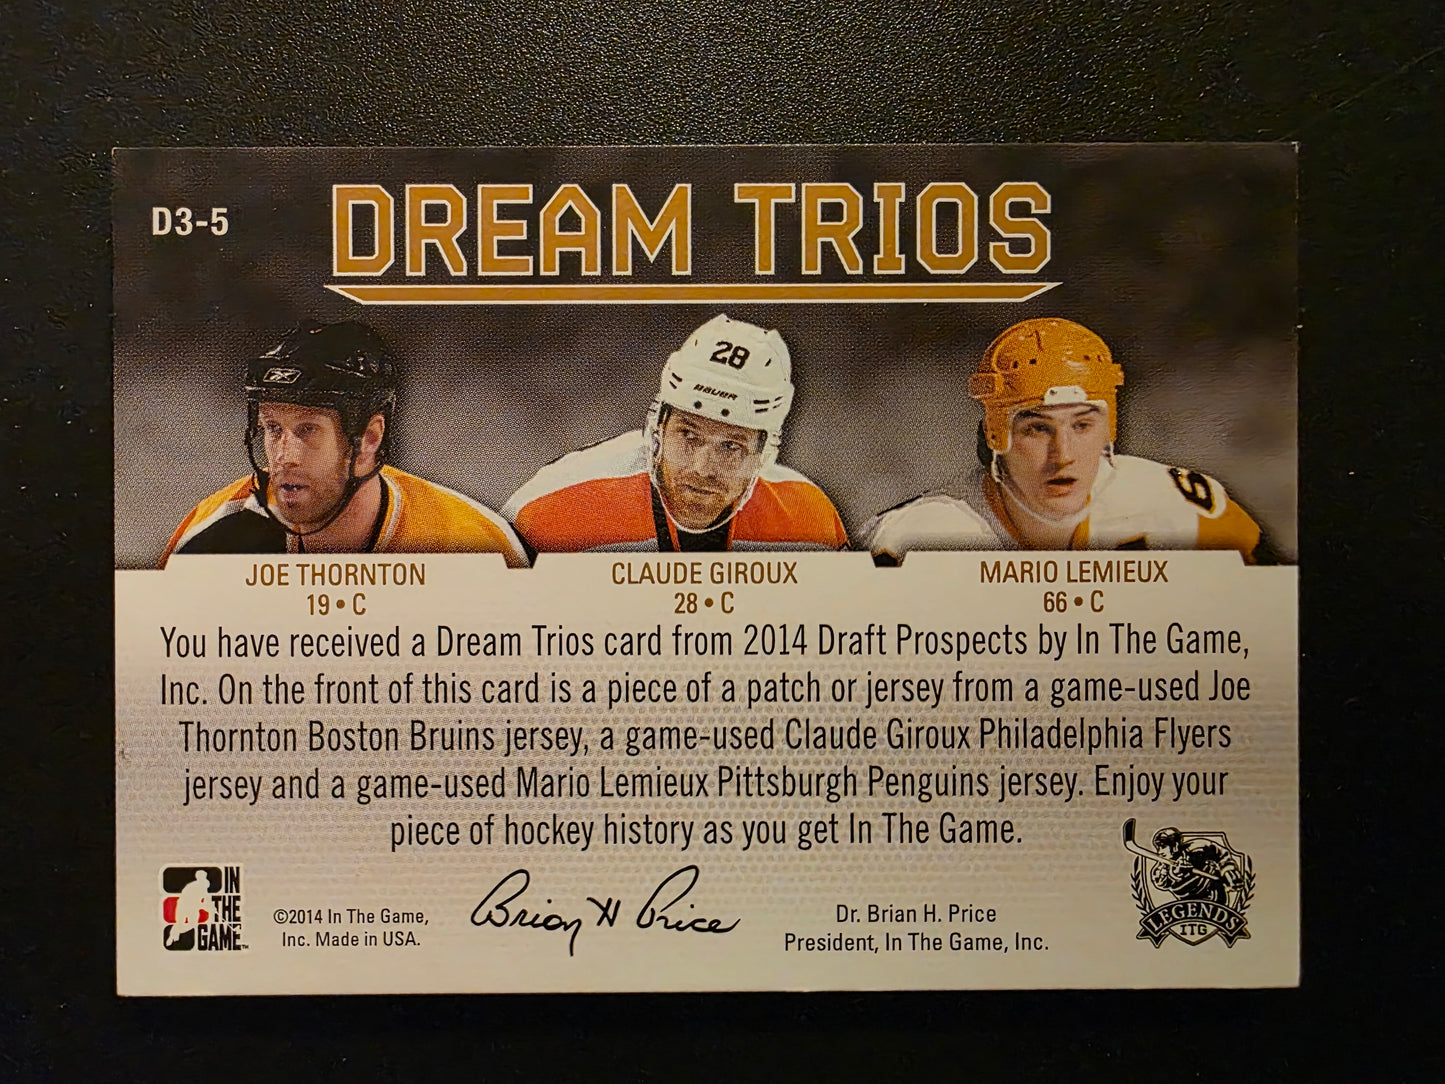 D3-5
DREAM TRIOS
28
BAUER
6
JOE THORNTON
19 • C
CLAUDE GIROUX
28 • C
MARIO LEMIEUX
66 • C
You have received a Dream Trios card from 2014 Draft Prospects by In The Game,
Inc. On the front of this card is a piece of a patch or jersey from a game-used Joe
Thornton Boston Bruins jersey, a game-used Claude Giroux Philadelphia Flyers
jersey and a game-used Mario Lemieux Pittsburgh Penguins jersey. Enjoy your
piece of hockey history as you get In The Game.
IN
THE
GAME™
©2014 In The Game,
Inc. Made in USA.
Brian H Price
Dr. Brian H. Price
President, In The Game, Inc.
LEGENDS
ITG